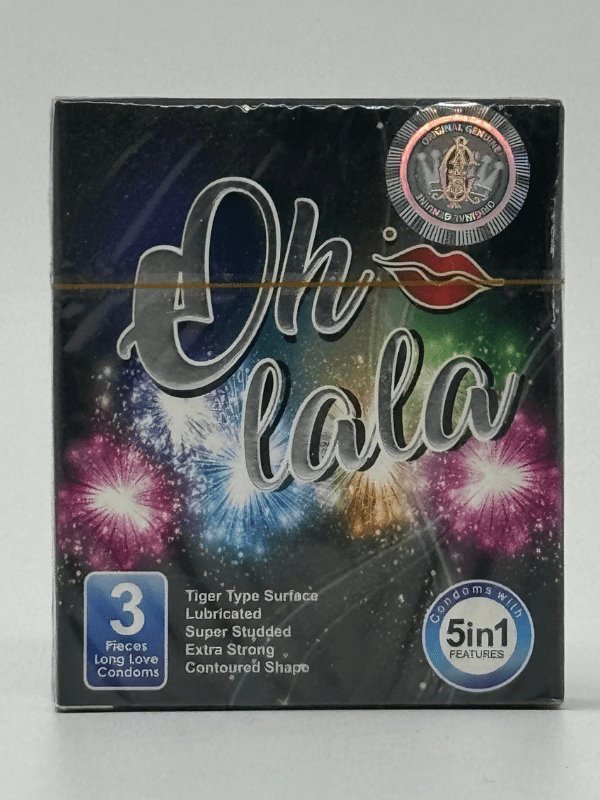 ORIGINAL GENUINE
ORIGINAL GENUINE
Oh
lala
3
Pieces
Long Love
Condoms
Tiger Type Surface
Lubricated
Super Studded
Extra Strong
Contoured Shape
Condoms with
5in1
FEATURES